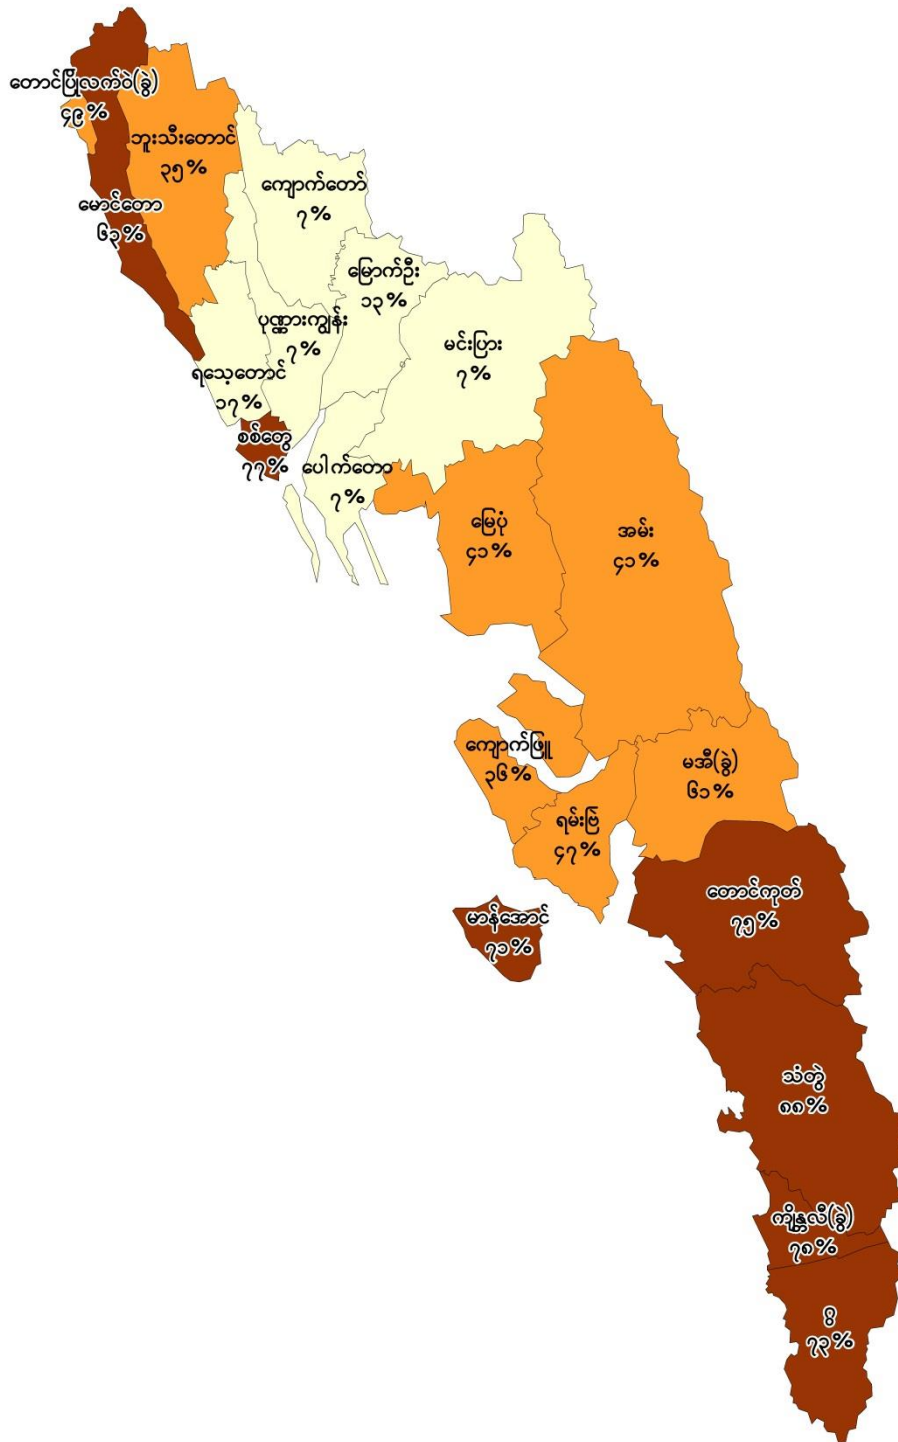 တောင်ပြိုလက်ဝဲ(ခွဲ)
၄၉%
ဘူးသီးတောင်
၃၅%
ကျောက်တော်
၇%
မောင်တော
၆၃%
မြောက်ဦး
၁၃%
ပုဏ္ဏားကျွန်း
၇%
မင်းပြား
၇%
ရသေ့တောင်
၁၇%
စစ်တွေ
၇၇%
ပေါက်တော
၇%
မြေပုံ
၄၁%
အမ်း
၄၁%
ကျောက်ဖြူ
၃၆%
မအီ(ခွဲ)
၆၁%
ရမ်းဗြဲ
၄၇%
တောင်ကုတ်
၇၅%
မာန်အောင်
၇၁%
သံတွဲ
၈၈%
ကျိန္တလီ(ခွဲ)
၇၈%
ဂွ
၇၃%